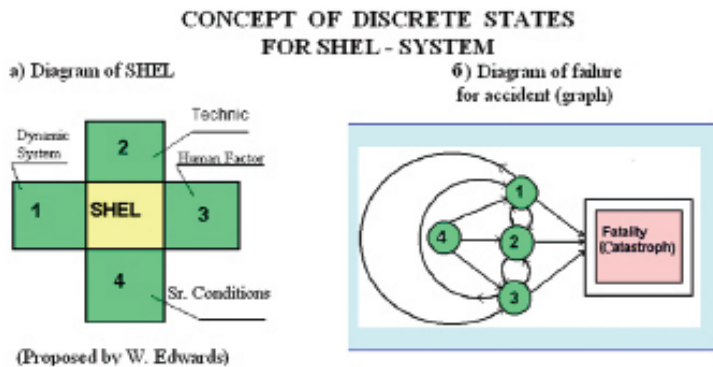 CONCEPT OF DISCRETE STATES
FOR SHEL - SYSTEM
a) Diagram of SHEL
б) Diagram of failure
for accident (graph)
Technic
Dynamic
System
Human Factor
2
1
SHEL
3
4
Sr. Conditions
(Proposed by W. Edwards)
1
4
2
3
Fatality
(Catastroph)